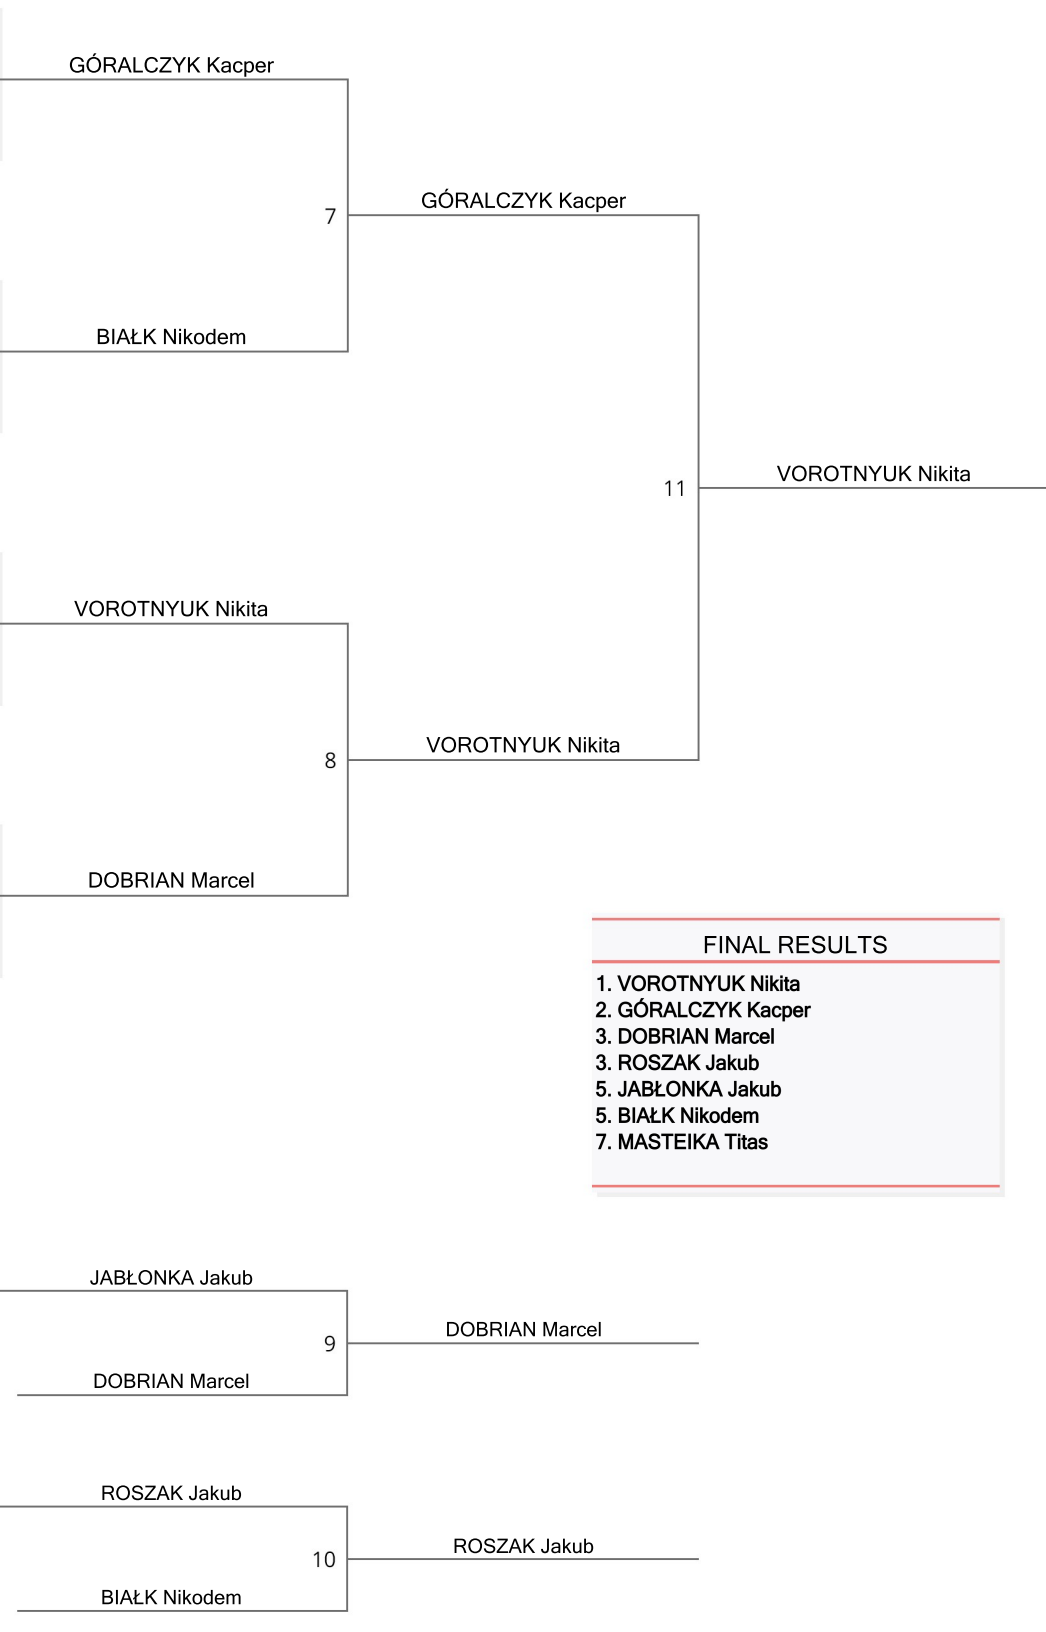 GÓRALCZYK Kacper
7
GÓRALCZYK Kacper
BIAŁK Nikodem
11
VOROTNYUK Nikita
VOROTNYUK Nikita
8
VOROTNYUK Nikita
DOBRIAN Marcel
FINAL RESULTS
1. VOROTNYUK Nikita
2. GÓRALCZYK Kacper
3. DOBRIAN Marcel
3. ROSZAK Jakub
5. JABŁONKA Jakub
5. BIAŁK Nikodem
7. MASTEIKA Titas
JABŁONKA Jakub
9
DOBRIAN Marcel
DOBRIAN Marcel
ROSZAK Jakub
10
ROSZAK Jakub
BIAŁK Nikodem